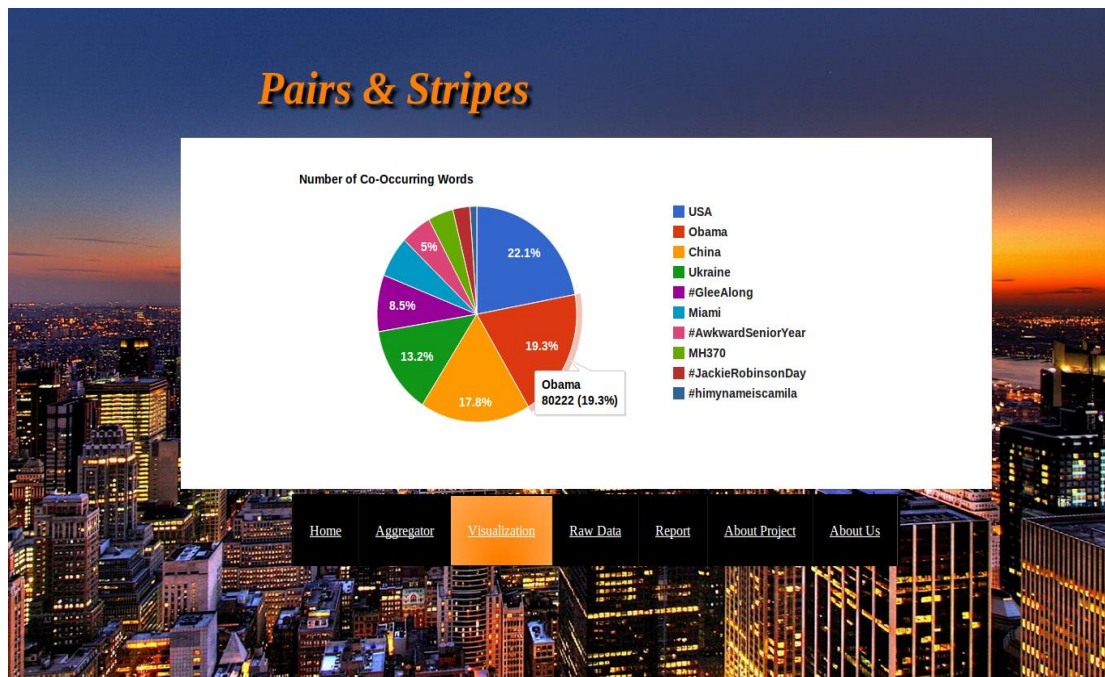 Pairs & Stripes
Number of Co-Occurring Words
22.1%
19.3%
17.8%
13.2%
8.5%
5%
Obama
80222 (19.3%)
USA
Obama
China
Ukraine
#GleeAlong
Miami
#AwkwardSeniorYear
MH370
#JackieRobinsonDay
#himynameiscamila
Home Aggregator Visualization Raw Data Report About Project About Us